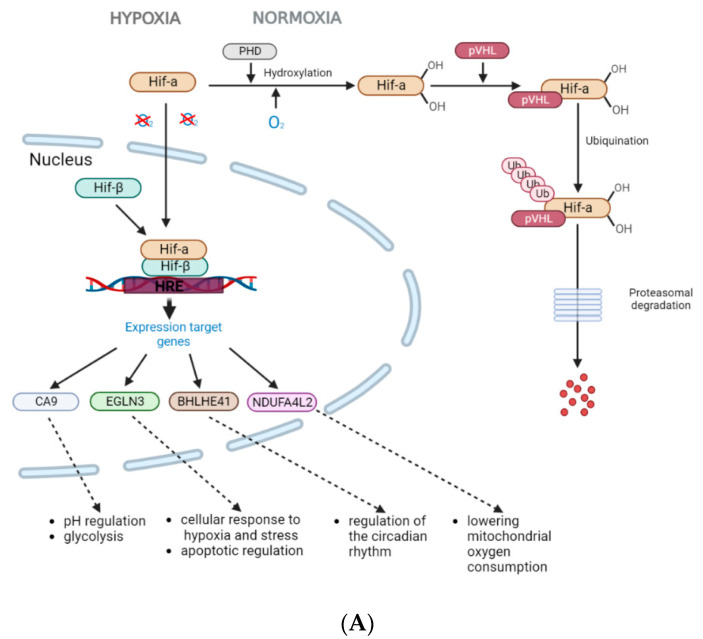 HYPOXIA
NORMOXIA
PHD
pVHL
Hif-a
Hydroxylation
Hif-a
OH
OH
O₂
O₂
O₂
pVHL
Hif-a
OH
OH
Nucleus
Ubiquination
Hif-β
Ub
Ub
Ub
Ub
Hif-a
pVHL
OH
OH
Hif-a
Hif-β
HRE
Proteasomal
degradation
Expression target
genes
CA9
EGLN3
BHLHE41
NDUFA4L2
• pH regulation
• glycolysis
• cellular response to
hypoxia and stress
• apoptotic regulation
• regulation of
the circadian
rhythm
• lowering
mitochondrial
oxygen
consumption
(A)